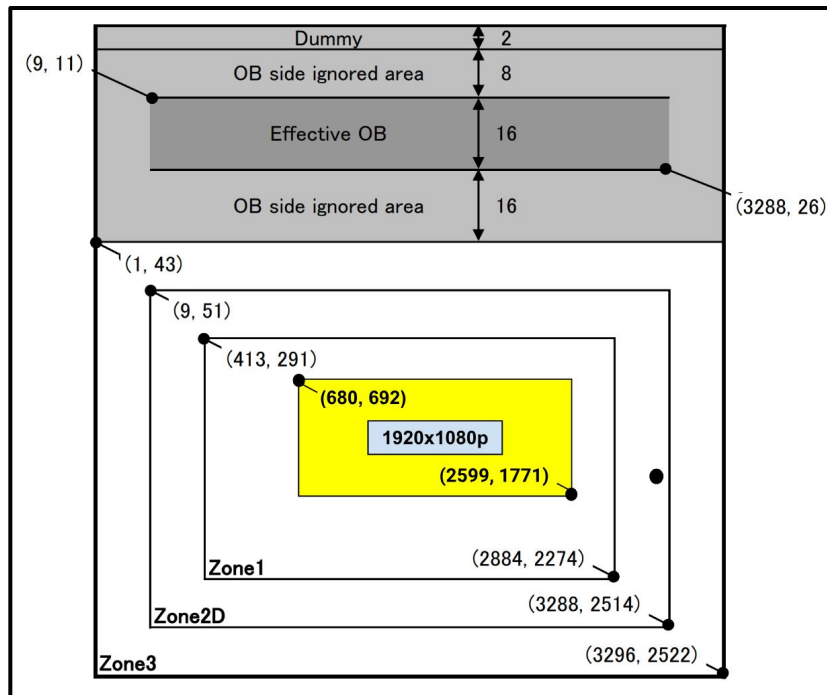 Dummy
2
(9, 11)
OB side ignored area
8
Effective OB
16
OB side ignored area
16
(3288, 26)
(1, 43)
(9, 51)
(413, 291)
(680, 692)
1920x1080p
(2599, 1771)
(2884, 2274)
Zone1
(3288, 2514)
Zone2D
(3296, 2522)
Zone3